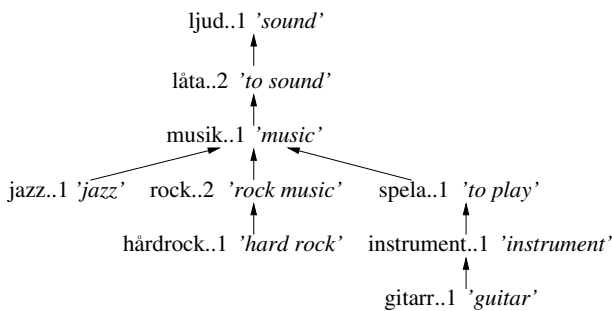 ljud..1 'sound'
låta..2 'to sound'
musik..1 'music'
jazz..1 'jazz' rock..2 'rock music' spela..1 'to play'
hårdrock..1 'hard rock' instrument..1 'instrument'
gitarr..1 'guitar'